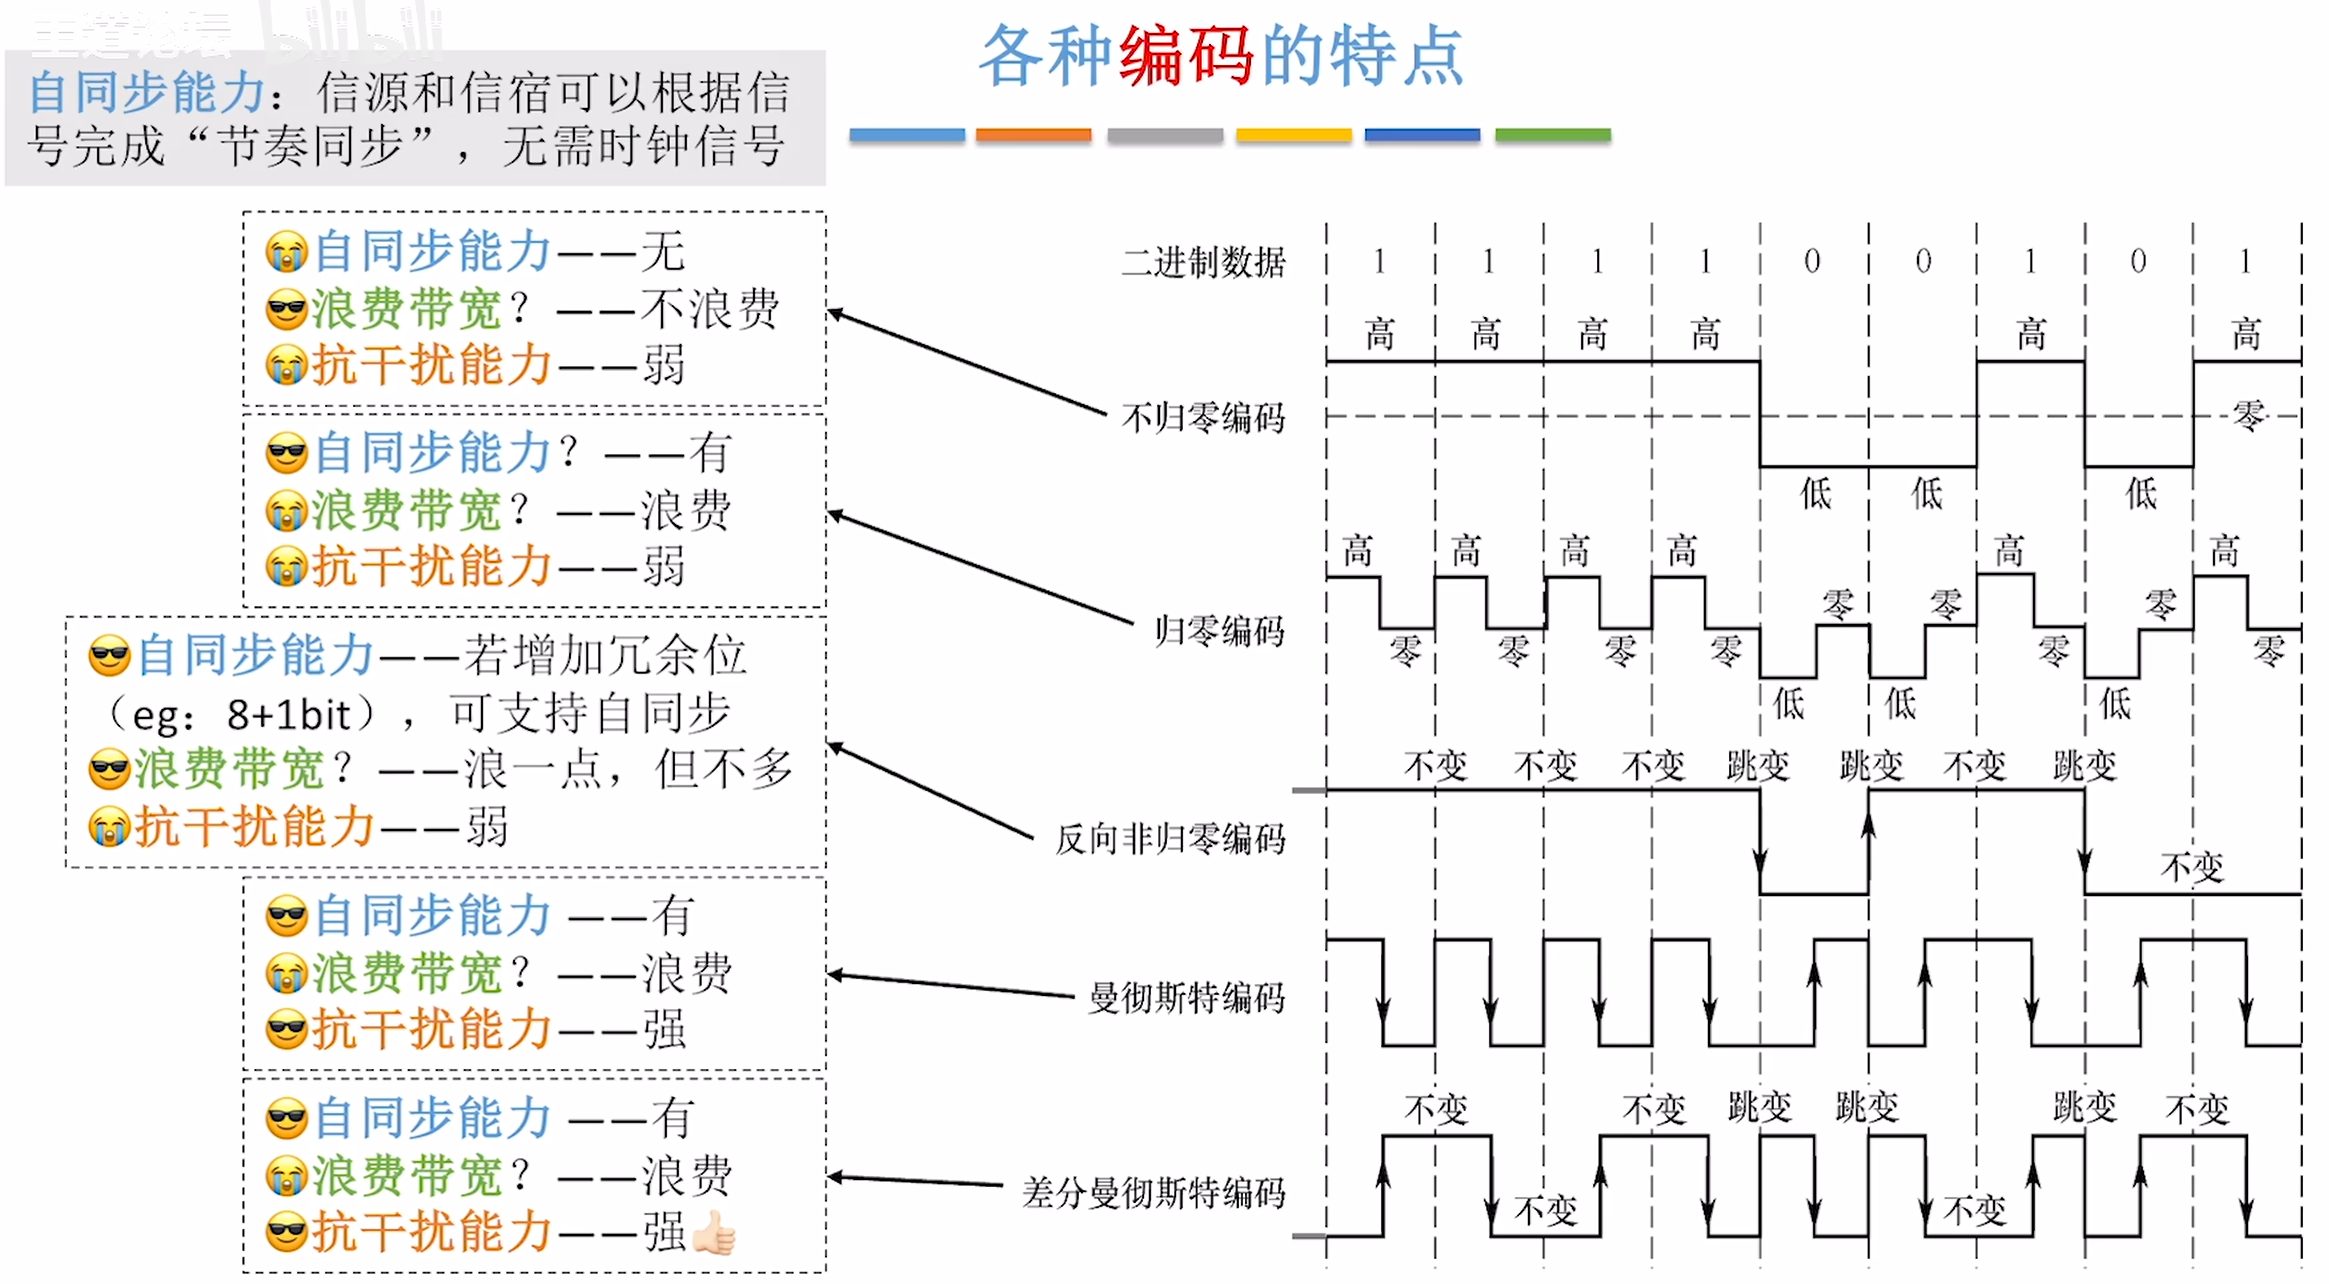 王道论坛 bilibili
各种编码的特点
自同步能力：信源和信宿可以根据信
号完成“节奏同步”，无需时钟信号
自同步能力——无
浪费带宽？——不浪费
抗干扰能力——弱
自同步能力？——有
浪费带宽？——浪费
抗干扰能力——弱
自同步能力——若增加冗余位
（eg：8+1bit），可支持自同步
浪费带宽？——浪一点，但不多
抗干扰能力——弱
自同步能力 ——有
浪费带宽？——浪费
抗干扰能力——强
自同步能力 ——有
浪费带宽？——浪费
抗干扰能力——强
二进制数据 1 1 1 1 0 0 1 0 1
高 高 高 高 高 高
不归零编码 零
低 低 低
高 高 高 高 高 高
零 零 零
归零编码
零 零 零 零 零 零
低 低 低
不变 不变 不变 跳变 跳变 不变 跳变
反向非归零编码
不变
曼彻斯特编码
不变 不变 跳变 跳变 跳变 不变
差分曼彻斯特编码
不变 不变